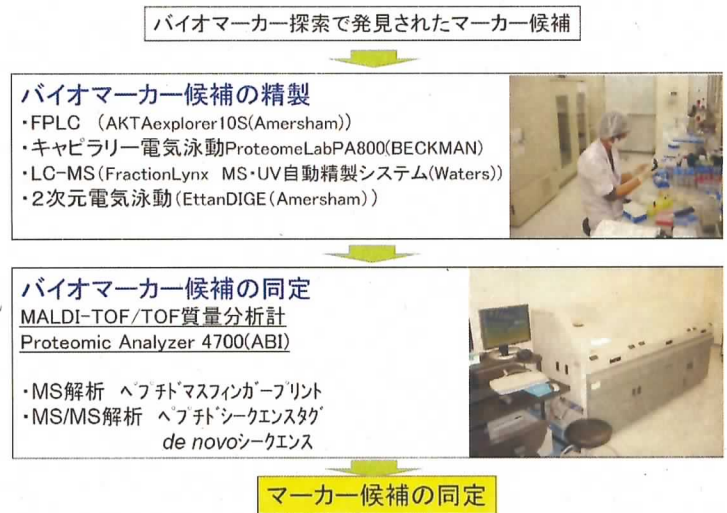 バイオマーカー探索で発見されたマーカー候補
バイオマーカー候補の精製
・FPLC （AKTAexplorer10S(Amersham)）
・キャピラリー電気泳動ProteomeLabPA800(BECKMAN)
・LC-MS(FractionLynx MS・UV自動精製システム(Waters))
・２次元電気泳動(EttanDIGE(Amersham))
バイオマーカー候補の同定
MALDI-TOF/TOF質量分析計
Proteomic Analyzer 4700(ABI)
・MS解析 ﾍﾟﾌﾟﾁﾄﾞﾏｽﾌｨﾝｶﾞｰﾌﾟﾘﾝﾄ
・MS/MS解析 ﾍﾟﾌﾟﾁﾄﾞｼｰｸｴﾝｽﾀｸﾞ
de novoｼｰｸｴﾝｽ
マーカー候補の同定